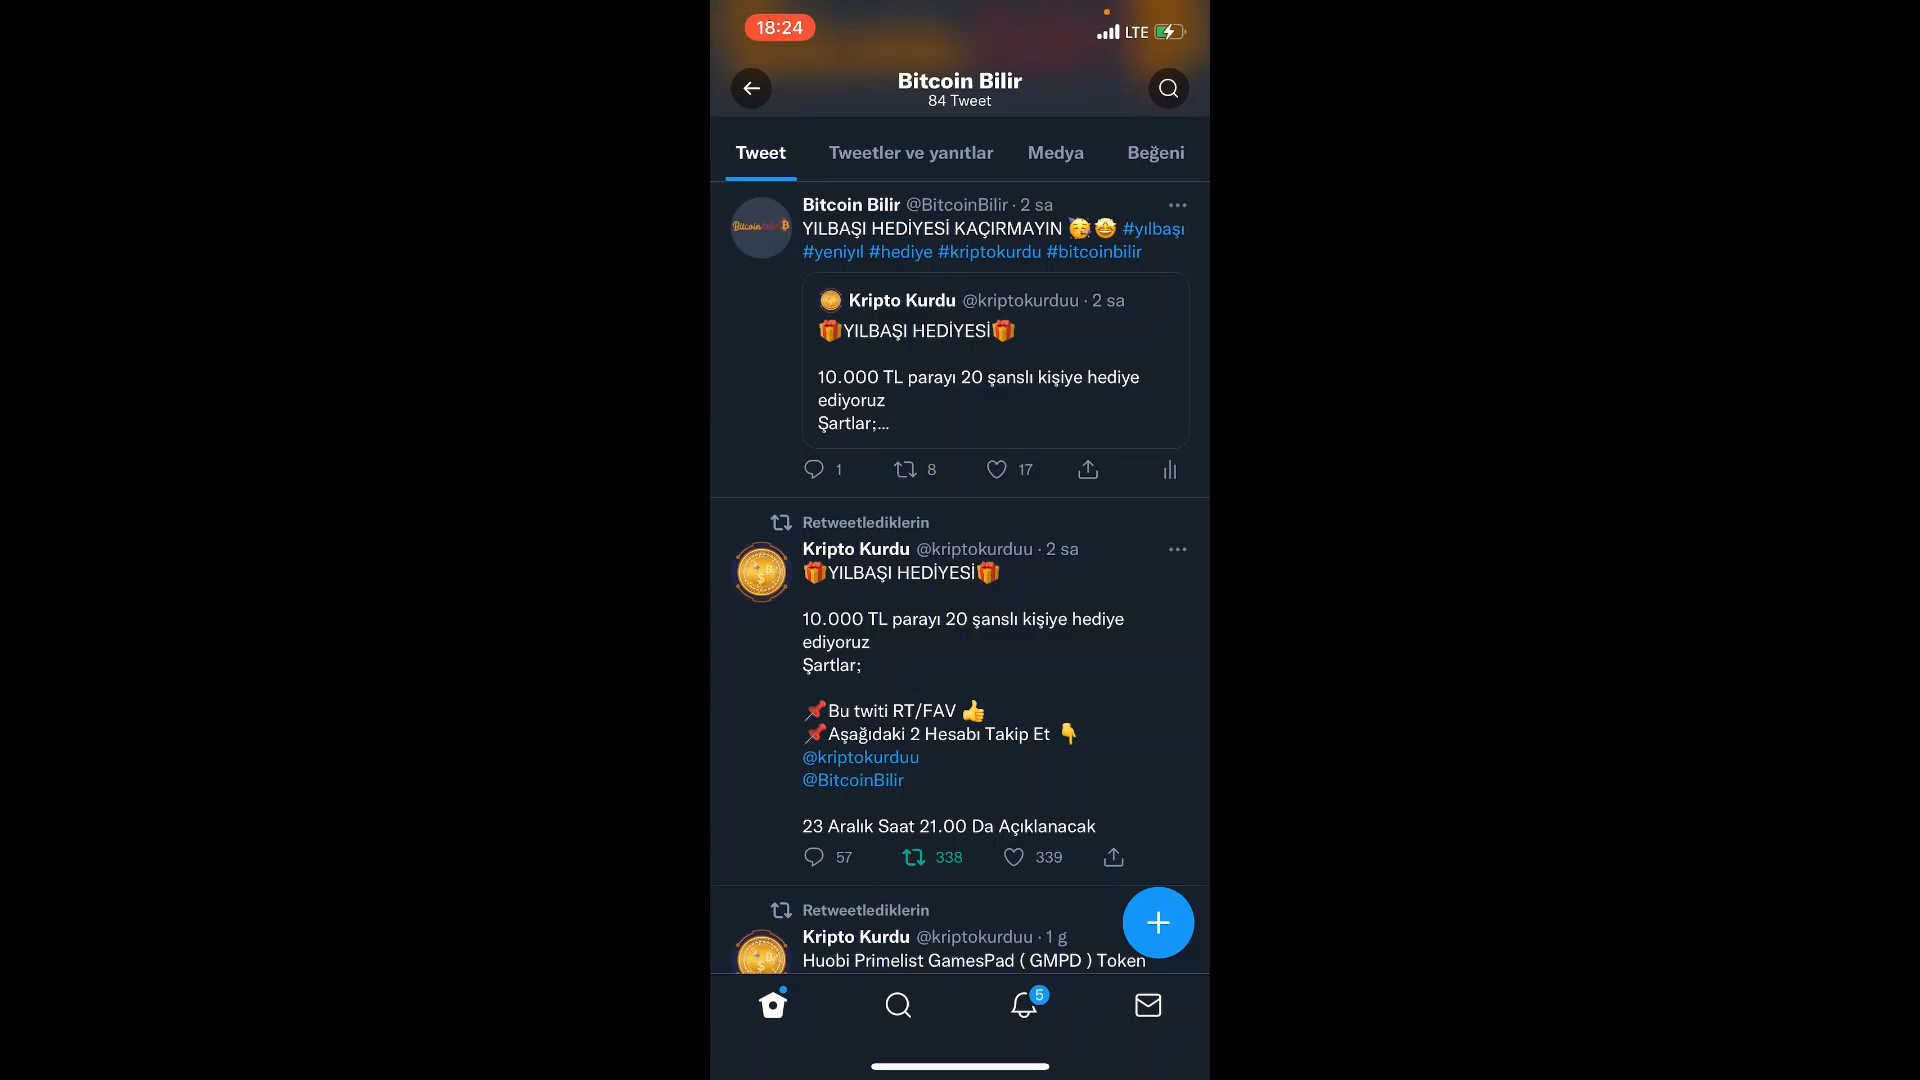 18:24
LTE
Bitcoin Bilir
84 Tweet
Tweet Tweetler ve yanıtlar Medya Beğeni
Bitcoin Bilir @BitcoinBilir · 2 sa
YILBAŞI HEDİYESİ KAÇIRMAYIN 🥳🤩 #yılbaşı
#yeniyıl #hediye #kriptokurdu #bitcoinbilir
Kripto Kurdu @kriptokurduu · 2 sa
🎁YILBAŞI HEDİYESİ🎁
10.000 TL parayı 20 şanslı kişiye hediye
ediyoruz
Şartlar;...
1 8 17
Retweetlediklerin
Kripto Kurdu @kriptokurduu · 2 sa
🎁YILBAŞI HEDİYESİ🎁
10.000 TL parayı 20 şanslı kişiye hediye
ediyoruz
Şartlar;
📌Bu twiti RT/FAV 👍
📌Aşağıdaki 2 Hesabı Takip Et 👇
@kriptokurduu
@BitcoinBilir
23 Aralık Saat 21.00 Da Açıklanacak
57 338 339
Retweetlediklerin
Kripto Kurdu @kriptokurduu · 1 g
Huobi Primelist GamesPad ( GMPD ) Token
5